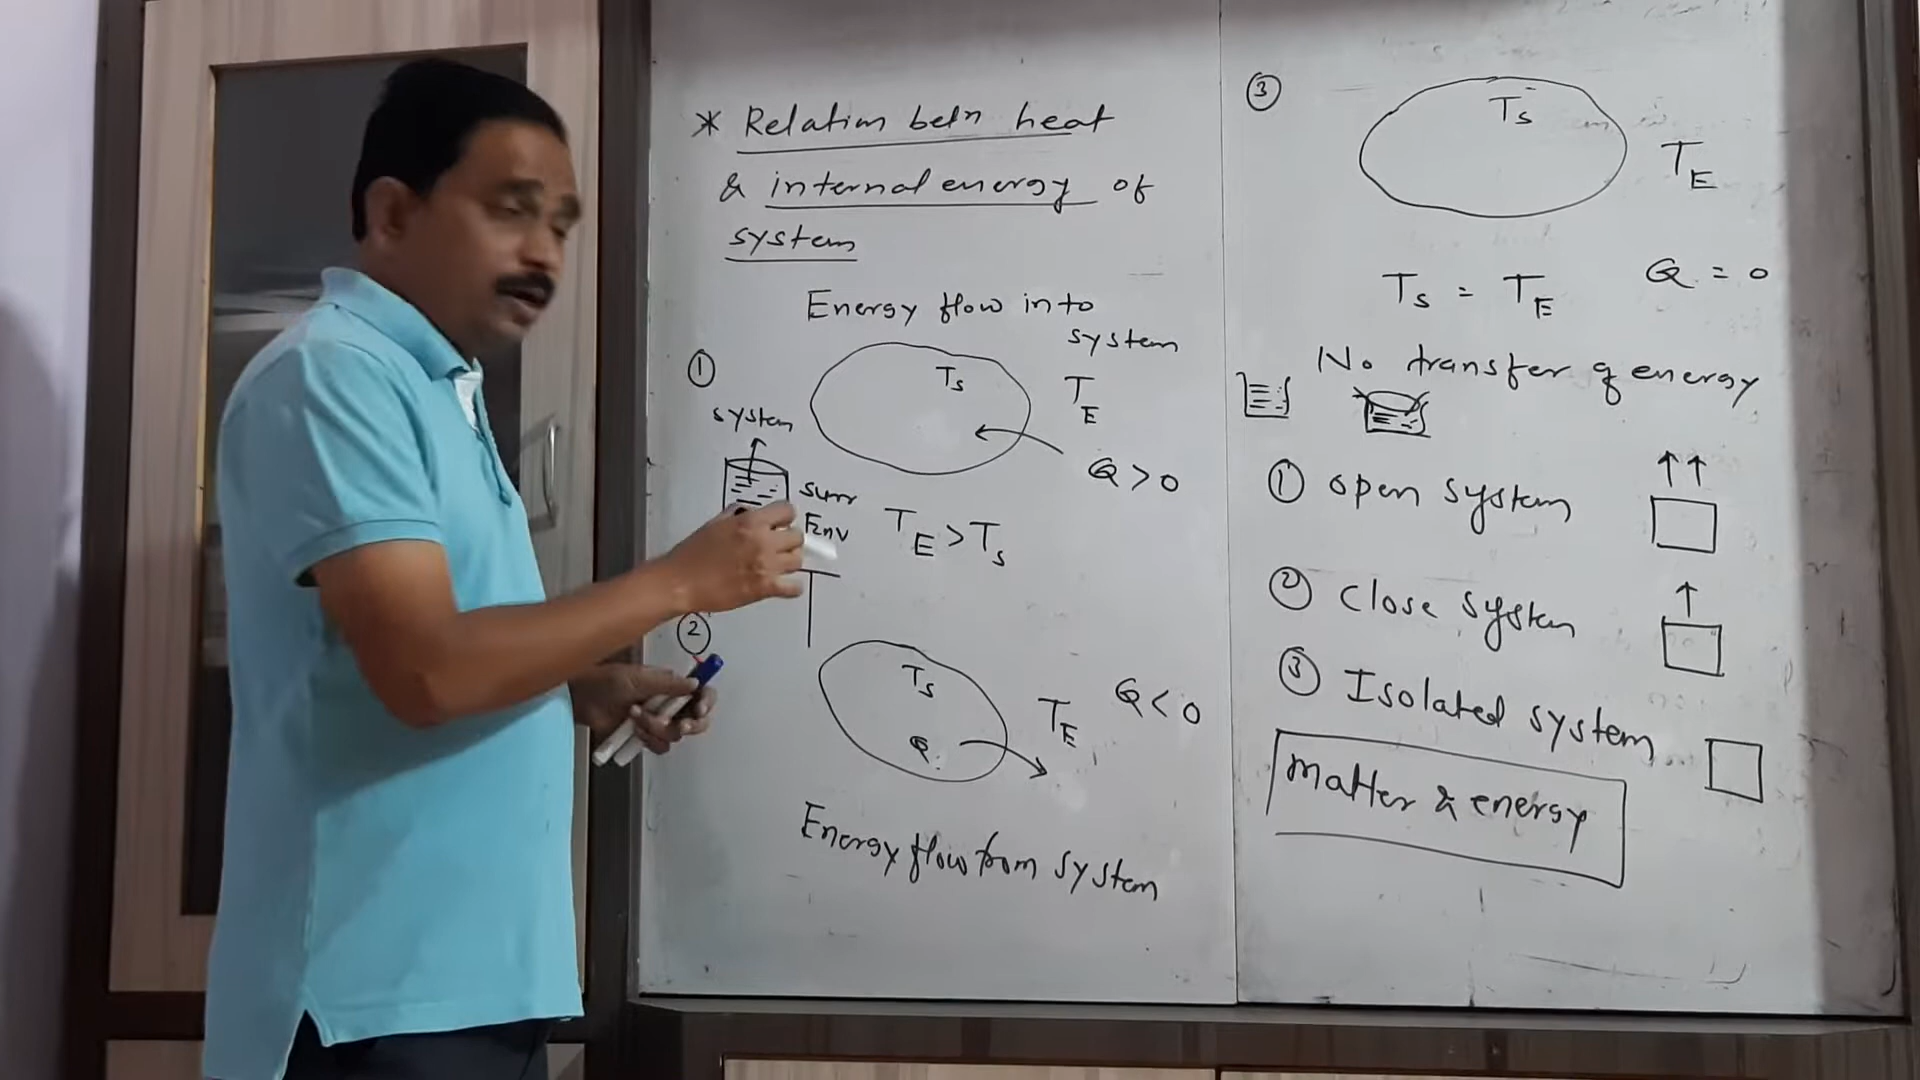 * Relation betn heat
& internal energy of
system
Energy flow in to
system
①
Ts
TE
Q > 0
system
surr
Env
TE > Ts
②
Ts
Q
TE
Q < 0
Energy flow from system
③
Ts
TE
Ts = TE
Q = 0
No transfer of energy
① open system
② close system
③ Isolated system
Matter & energy